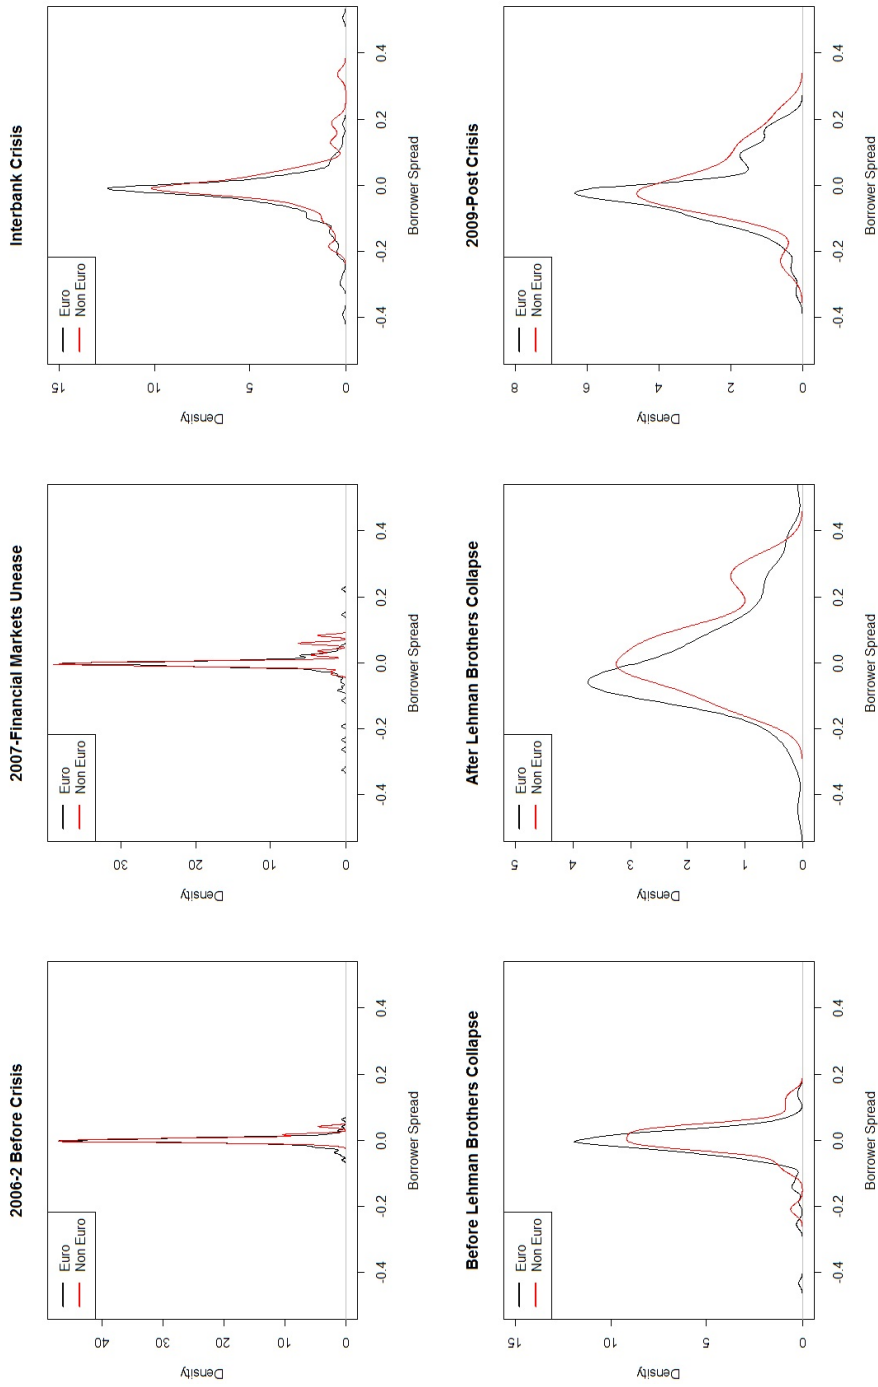 2006-2 Before Crisis
Euro
Non Euro
Density
40
30
20
10
0
-0.4 -0.2 0.0 0.2 0.4
Borrower Spread
2007-Financial Markets Unease
Euro
Non Euro
Density
30
20
10
0
-0.4 -0.2 0.0 0.2 0.4
Borrower Spread
Interbank Crisis
Euro
Non Euro
Density
15
10
5
0
-0.4 -0.2 0.0 0.2 0.4
Borrower Spread
Before Lehman Brothers Collapse
Euro
Non Euro
Density
15
10
5
0
-0.4 -0.2 0.0 0.2 0.4
Borrower Spread
After Lehman Brothers Collapse
Euro
Non Euro
Density
5
4
3
2
1
0
-0.4 -0.2 0.0 0.2 0.4
Borrower Spread
2009-Post Crisis
Euro
Non Euro
Density
8
6
4
2
0
-0.4 -0.2 0.0 0.2 0.4
Borrower Spread